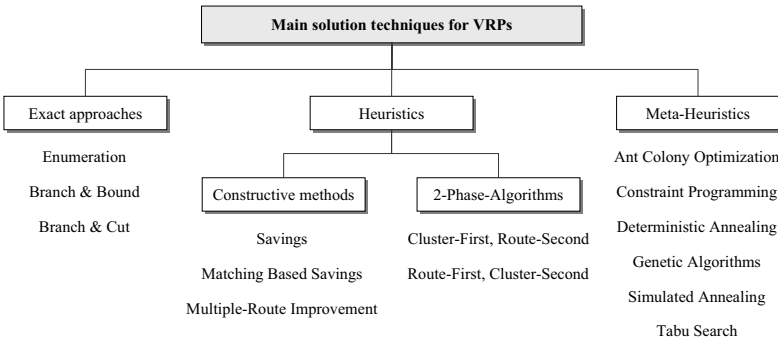 Main solution techniques for VRPs
Exact approaches
Enumeration
Branch & Bound
Branch & Cut
Heuristics
Constructive methods
Savings
Matching Based Savings
Multiple-Route Improvement
2-Phase-Algorithms
Cluster-First, Route-Second
Route-First, Cluster-Second
Meta-Heuristics
Ant Colony Optimization
Constraint Programming
Deterministic Annealing
Genetic Algorithms
Simulated Annealing
Tabu Search